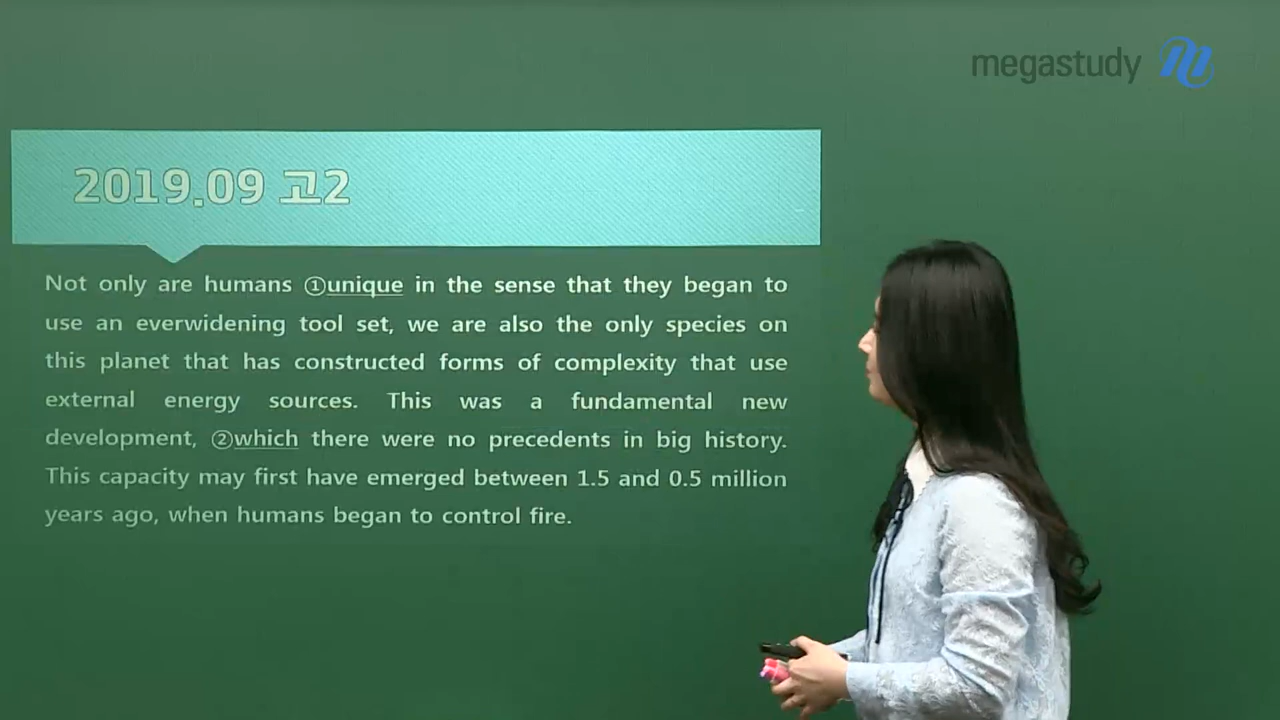 megastudy
2019.09 고2
Not only are humans ①unique in the sense that they began to
use an everwidening tool set, we are also the only species on
this planet that has constructed forms of complexity that use
external energy sources. This was a fundamental new
development, ②which there were no precedents in big history.
This capacity may first have emerged between 1.5 and 0.5 million
years ago, when humans began to control fire.